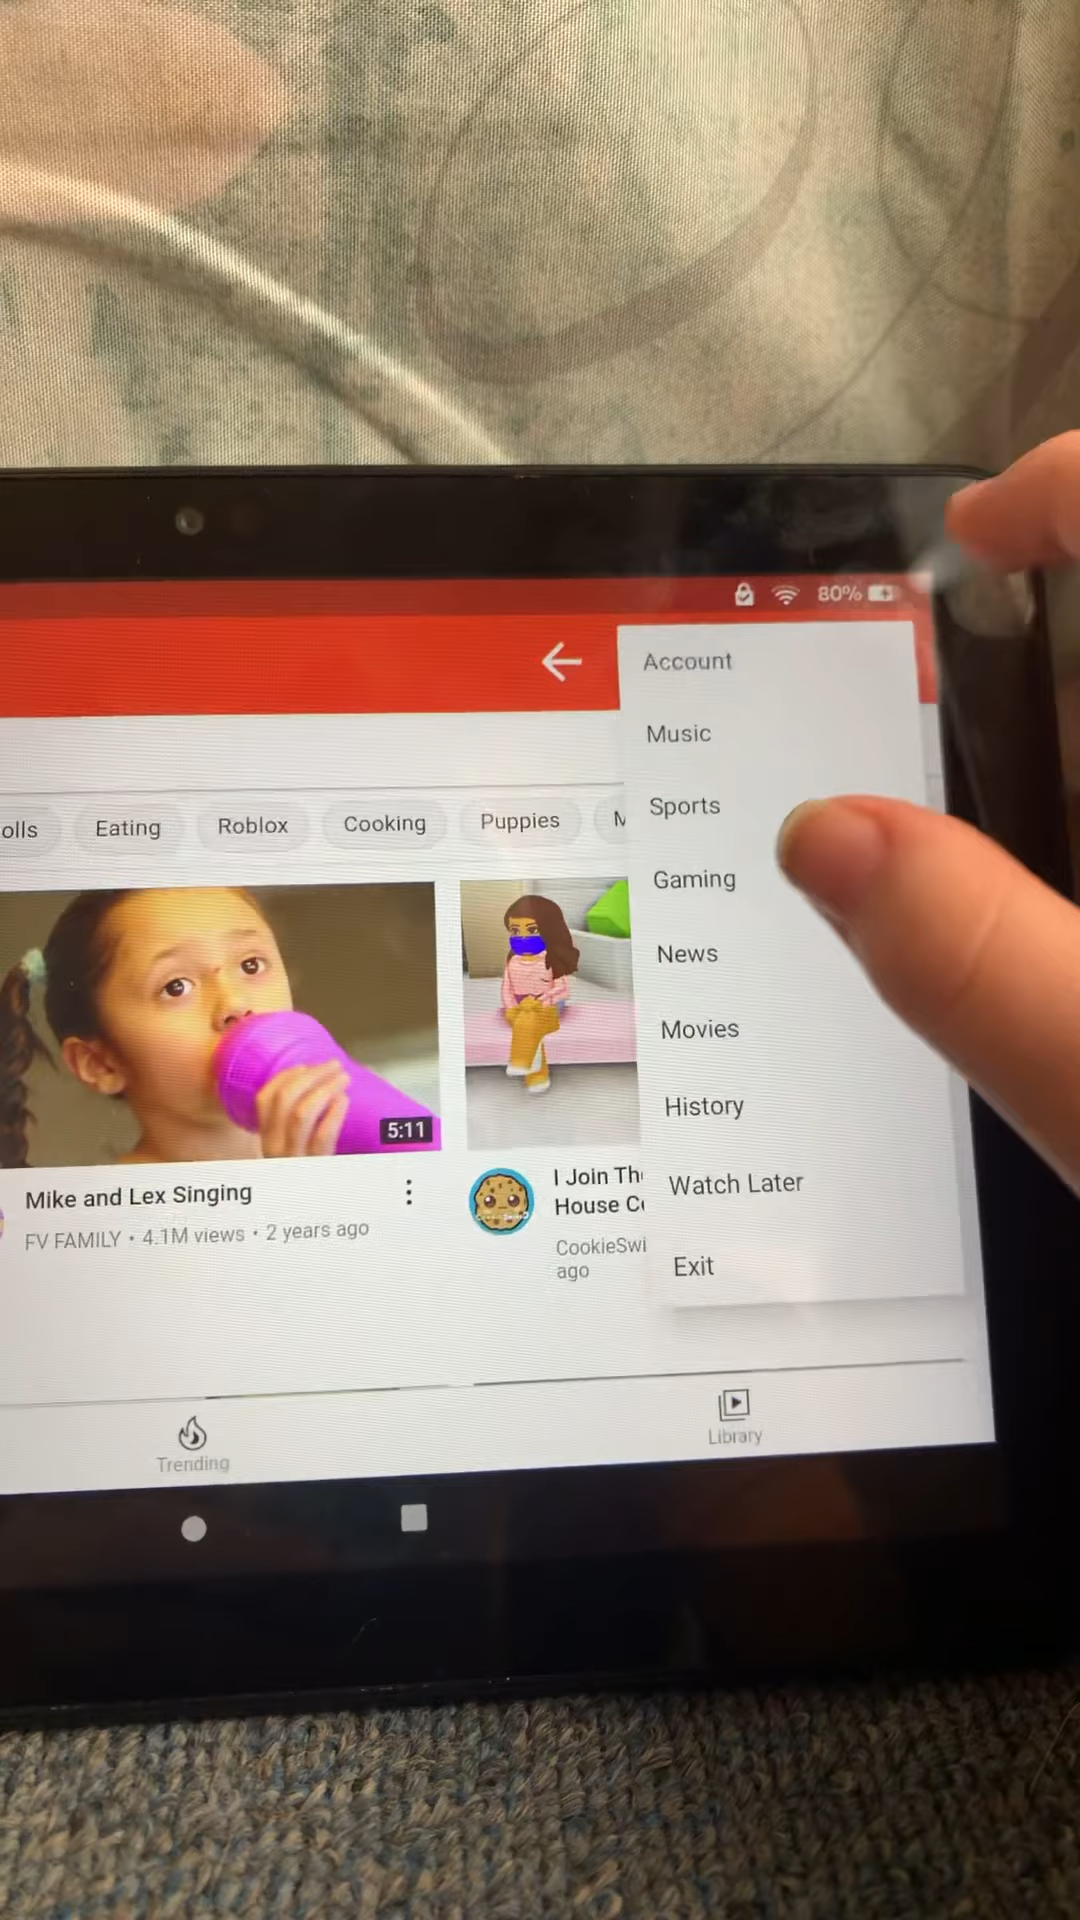 80%
Account
Music
Sports
Gaming
News
Movies
History
Watch Later
Exit
olls
Eating
Roblox
Cooking
Puppies
M
5:11
Mike and Lex Singing
FV FAMILY • 4.1M views • 2 years ago
I Join Th
House C
CookieSwi
ago
Trending
Library